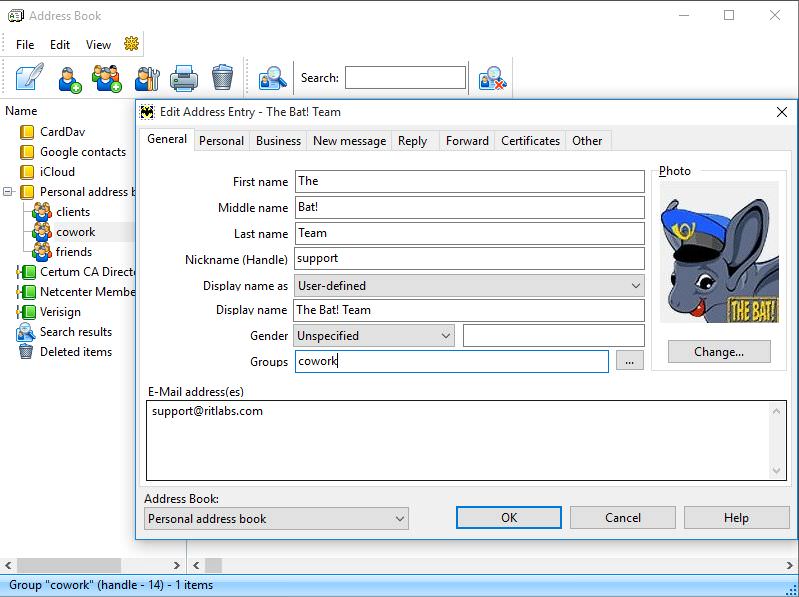 Address Book
File Edit View
Search:
Name
CardDav
Google contacts
iCloud
Personal address b
clients
cowork
friends
Certum CA Directo
Netcenter Membe
Verisign
Search results
Deleted items
Edit Address Entry - The Bat! Team
General Personal Business New message Reply Forward Certificates Other
First name The
Middle name Bat!
Last name Team
Nickname (Handle) support
Display name as User-defined
Display name The Bat! Team
Gender Unspecified
Groups cowork ...
Photo
THE BAT!
Change...
E-Mail address(es)
support@ritlabs.com
Address Book:
Personal address book
OK Cancel Help
Group "cowork" (handle - 14) - 1 items